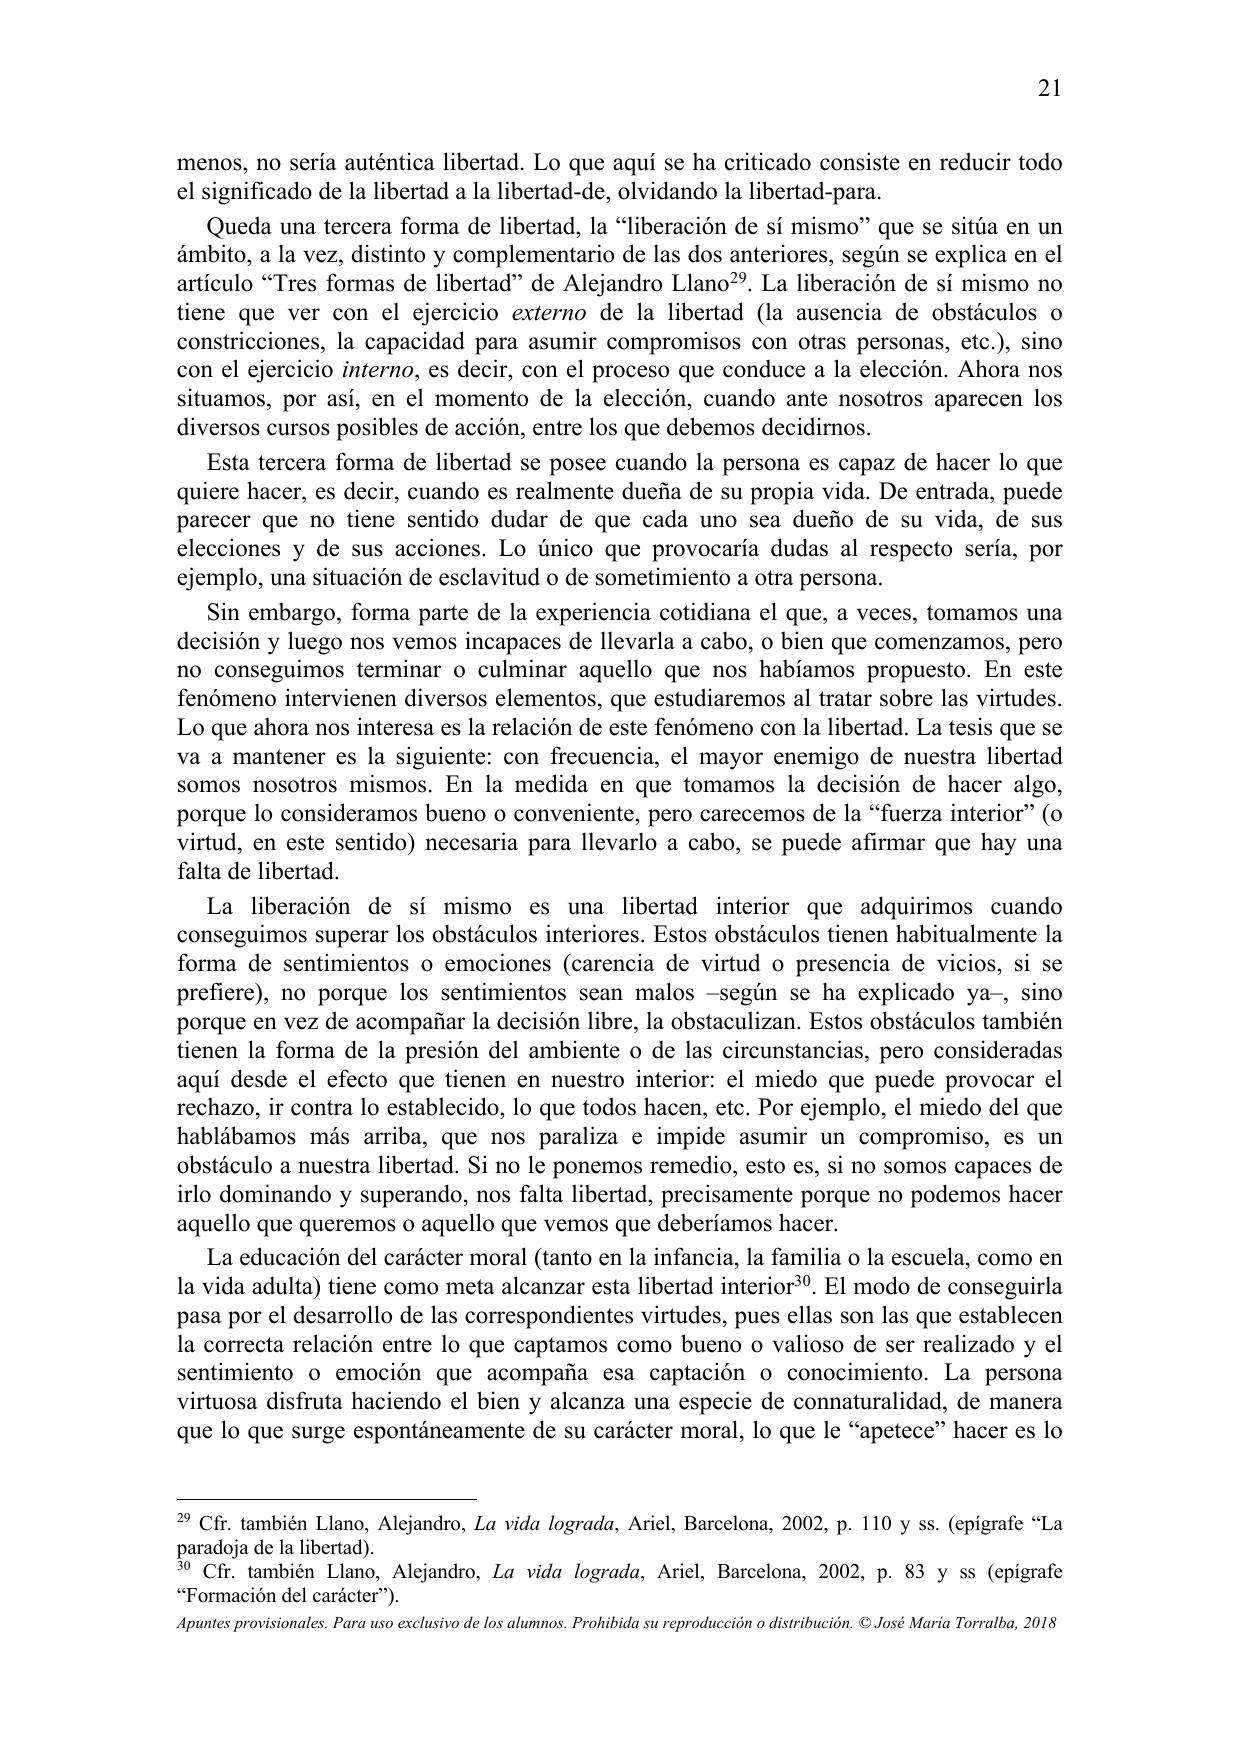 21
menos, no sería auténtica libertad. Lo que aquí se ha criticado consiste en reducir todo
el significado de la libertad a la libertad-de, olvidando la libertad-para.
Queda una tercera forma de libertad, la “liberación de sí mismo” que se sitúa en un
ámbito, a la vez, distinto y complementario de las dos anteriores, según se explica en el
artículo “Tres formas de libertad” de Alejandro Llano29. La liberación de sí mismo no
tiene que ver con el ejercicio externo de la libertad (la ausencia de obstáculos o
constricciones, la capacidad para asumir compromisos con otras personas, etc.), sino
con el ejercicio interno, es decir, con el proceso que conduce a la elección. Ahora nos
situamos, por así, en el momento de la elección, cuando ante nosotros aparecen los
diversos cursos posibles de acción, entre los que debemos decidirnos.
Esta tercera forma de libertad se posee cuando la persona es capaz de hacer lo que
quiere hacer, es decir, cuando es realmente dueña de su propia vida. De entrada, puede
parecer que no tiene sentido dudar de que cada uno sea dueño de su vida, de sus
elecciones y de sus acciones. Lo único que provocaría dudas al respecto sería, por
ejemplo, una situación de esclavitud o de sometimiento a otra persona.
Sin embargo, forma parte de la experiencia cotidiana el que, a veces, tomamos una
decisión y luego nos vemos incapaces de llevarla a cabo, o bien que comenzamos, pero
no conseguimos terminar o culminar aquello que nos habíamos propuesto. En este
fenómeno intervienen diversos elementos, que estudiaremos al tratar sobre las virtudes.
Lo que ahora nos interesa es la relación de este fenómeno con la libertad. La tesis que se
va a mantener es la siguiente: con frecuencia, el mayor enemigo de nuestra libertad
somos nosotros mismos. En la medida en que tomamos la decisión de hacer algo,
porque lo consideramos bueno o conveniente, pero carecemos de la “fuerza interior” (o
virtud, en este sentido) necesaria para llevarlo a cabo, se puede afirmar que hay una
falta de libertad.
La liberación de sí mismo es una libertad interior que adquirimos cuando
conseguimos superar los obstáculos interiores. Estos obstáculos tienen habitualmente la
forma de sentimientos o emociones (carencia de virtud o presencia de vicios, si se
prefiere), no porque los sentimientos sean malos –según se ha explicado ya–, sino
porque en vez de acompañar la decisión libre, la obstaculizan. Estos obstáculos también
tienen la forma de la presión del ambiente o de las circunstancias, pero consideradas
aquí desde el efecto que tienen en nuestro interior: el miedo que puede provocar el
rechazo, ir contra lo establecido, lo que todos hacen, etc. Por ejemplo, el miedo del que
hablábamos más arriba, que nos paraliza e impide asumir un compromiso, es un
obstáculo a nuestra libertad. Si no le ponemos remedio, esto es, si no somos capaces de
irlo dominando y superando, nos falta libertad, precisamente porque no podemos hacer
aquello que queremos o aquello que vemos que deberíamos hacer.
La educación del carácter moral (tanto en la infancia, la familia o la escuela, como en
la vida adulta) tiene como meta alcanzar esta libertad interior30. El modo de conseguirla
pasa por el desarrollo de las correspondientes virtudes, pues ellas son las que establecen
la correcta relación entre lo que captamos como bueno o valioso de ser realizado y el
sentimiento o emoción que acompaña esa captación o conocimiento. La persona
virtuosa disfruta haciendo el bien y alcanza una especie de connaturalidad, de manera
que lo que surge espontáneamente de su carácter moral, lo que le “apetece” hacer es lo
29 Cfr. también Llano, Alejandro, La vida lograda, Ariel, Barcelona, 2002, p. 110 y ss. (epígrafe “La
paradoja de la libertad).
30 Cfr. también Llano, Alejandro, La vida lograda, Ariel, Barcelona, 2002, p. 83 y ss (epígrafe
“Formación del carácter”).
Apuntes provisionales. Para uso exclusivo de los alumnos. Prohibida su reproducción o distribución. © José María Torralba, 2018